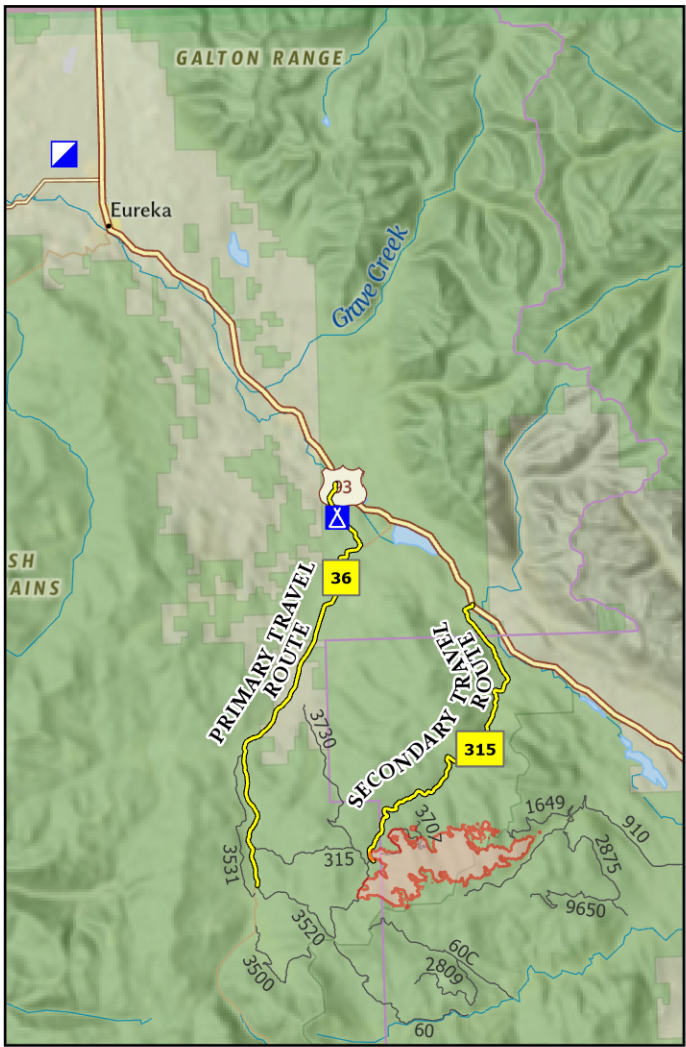 GALTON RANGE
Eureka
Grave Creek
93
SH
AINS
36
PRIMARY TRAVEL
ROUTE
SECONDARY TRAVEL
ROUTE
315
3730
3707
1649
910
2875
3531
315
9650
3520
3500
60C
2809
60